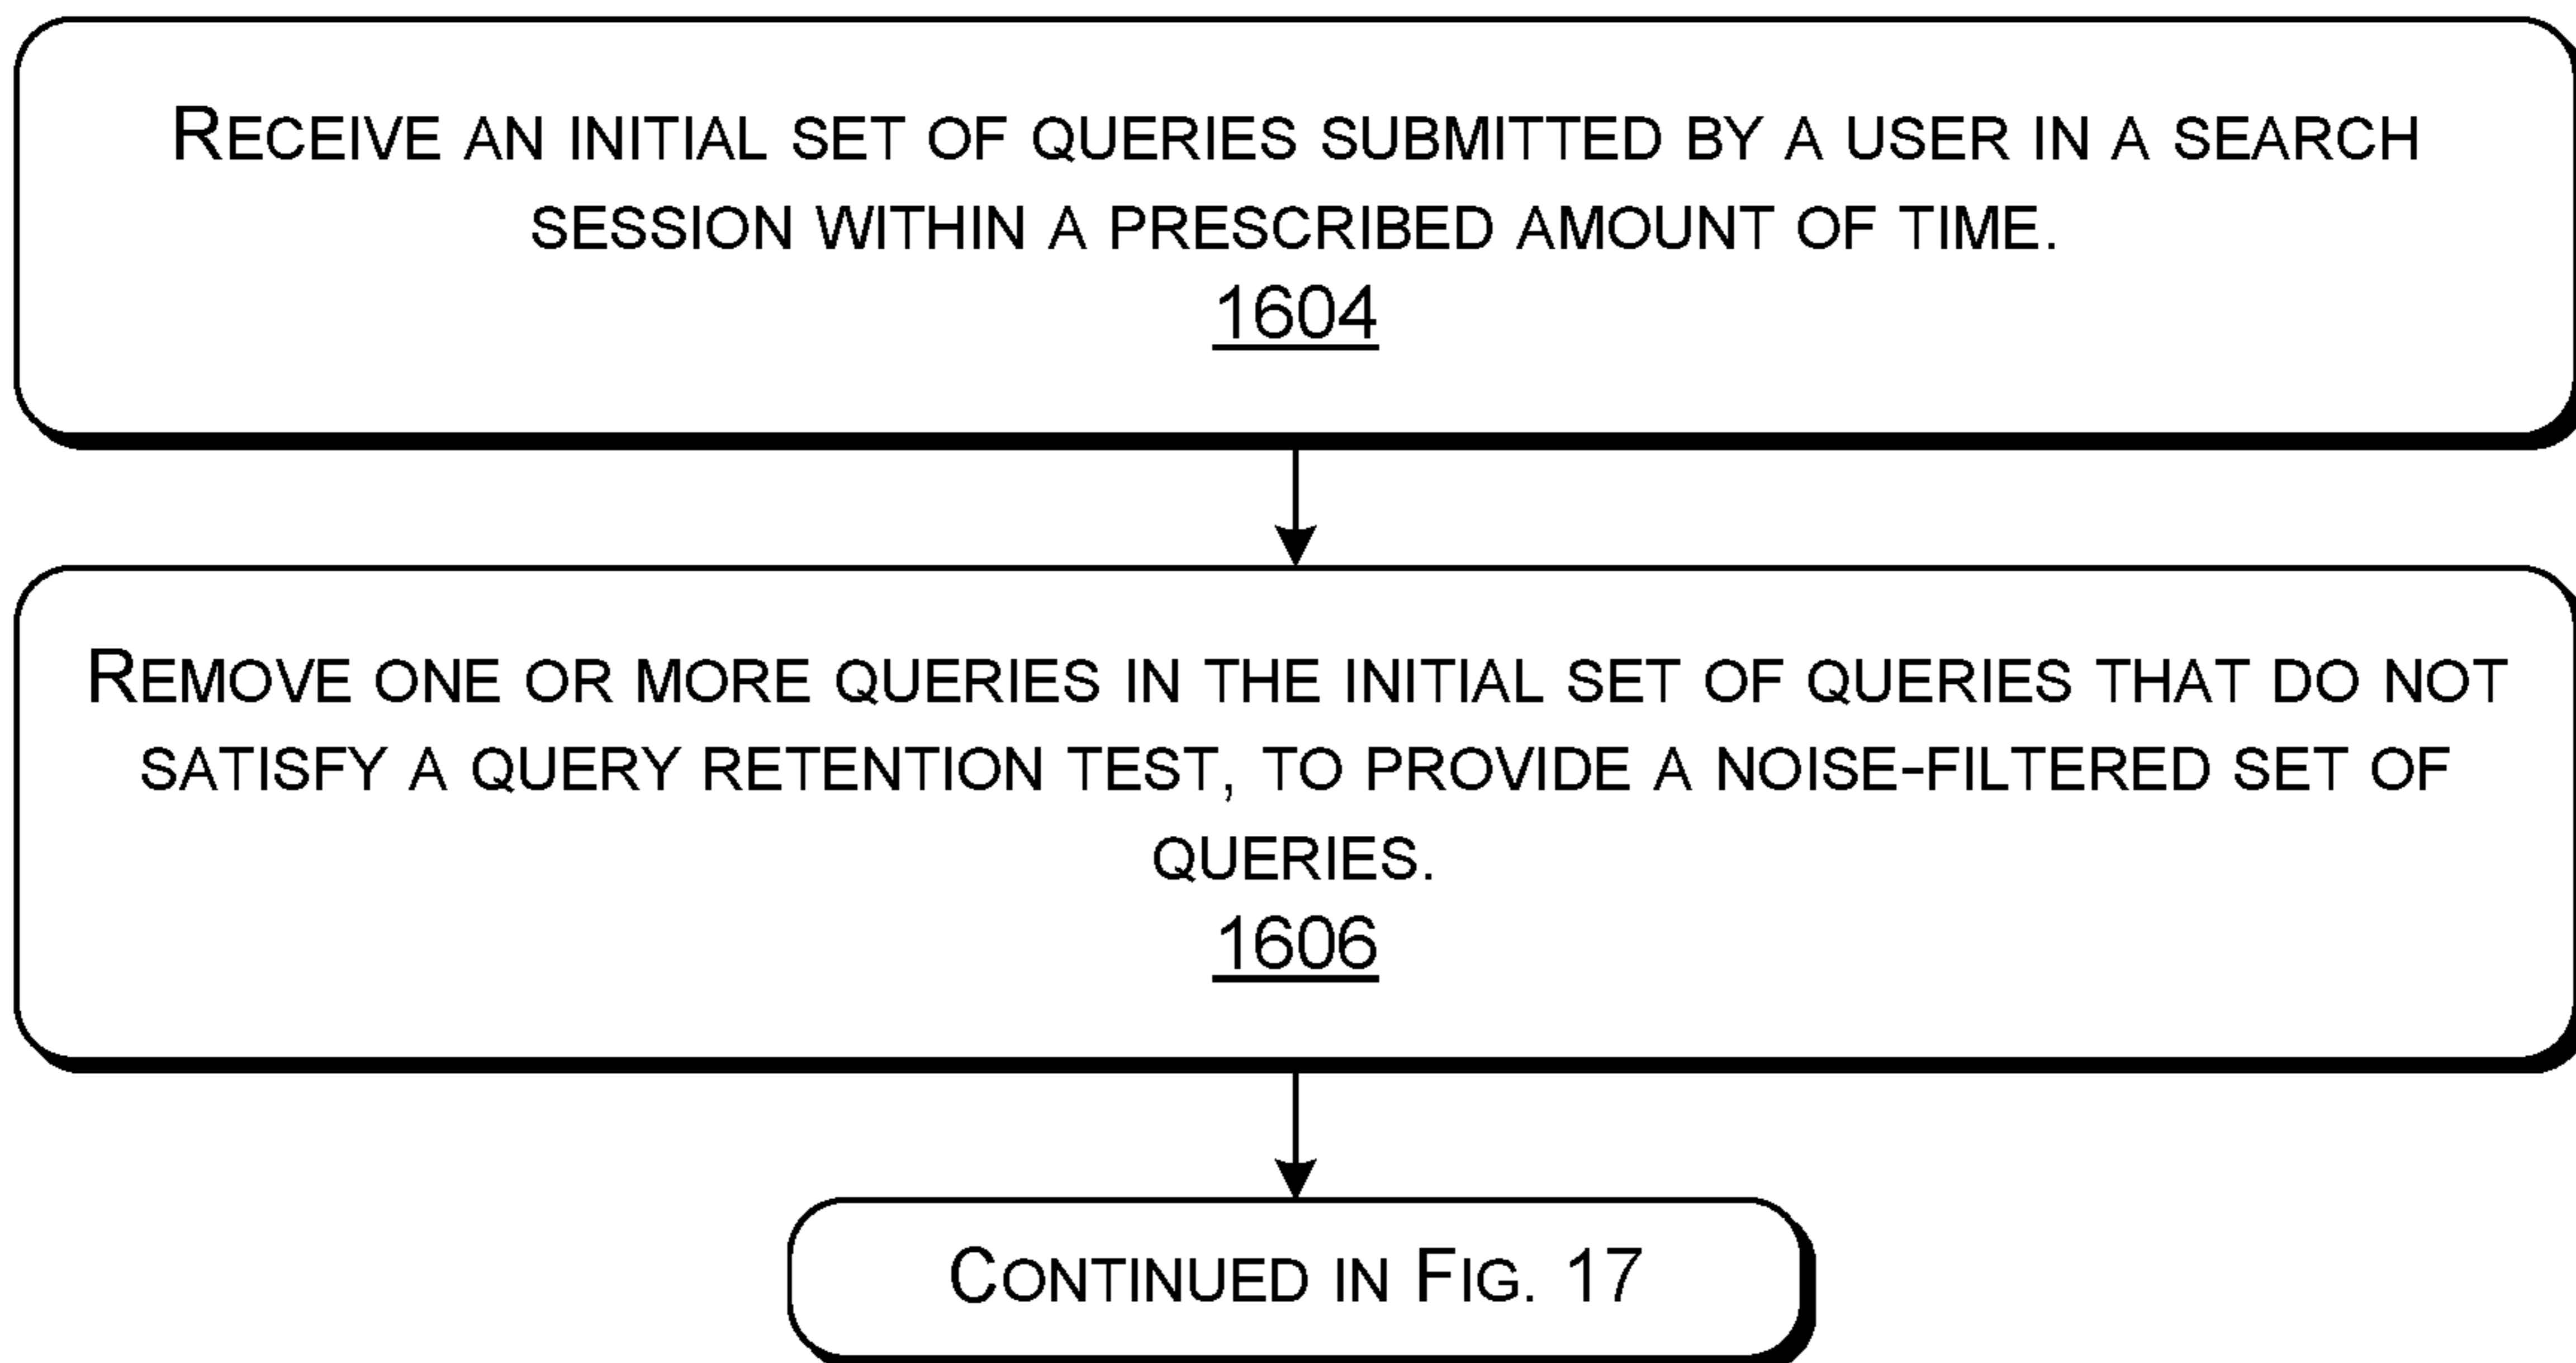 RECEIVE AN INITIAL SET OF QUERIES SUBMITTED BY A USER IN A SEARCH
SESSION WITHIN A PRESCRIBED AMOUNT OF TIME.
1604
REMOVE ONE OR MORE QUERIES IN THE INITIAL SET OF QUERIES THAT DO NOT
SATISFY A QUERY RETENTION TEST, TO PROVIDE A NOISE-FILTERED SET OF
QUERIES.
1606
CONTINUED IN FIG. 17